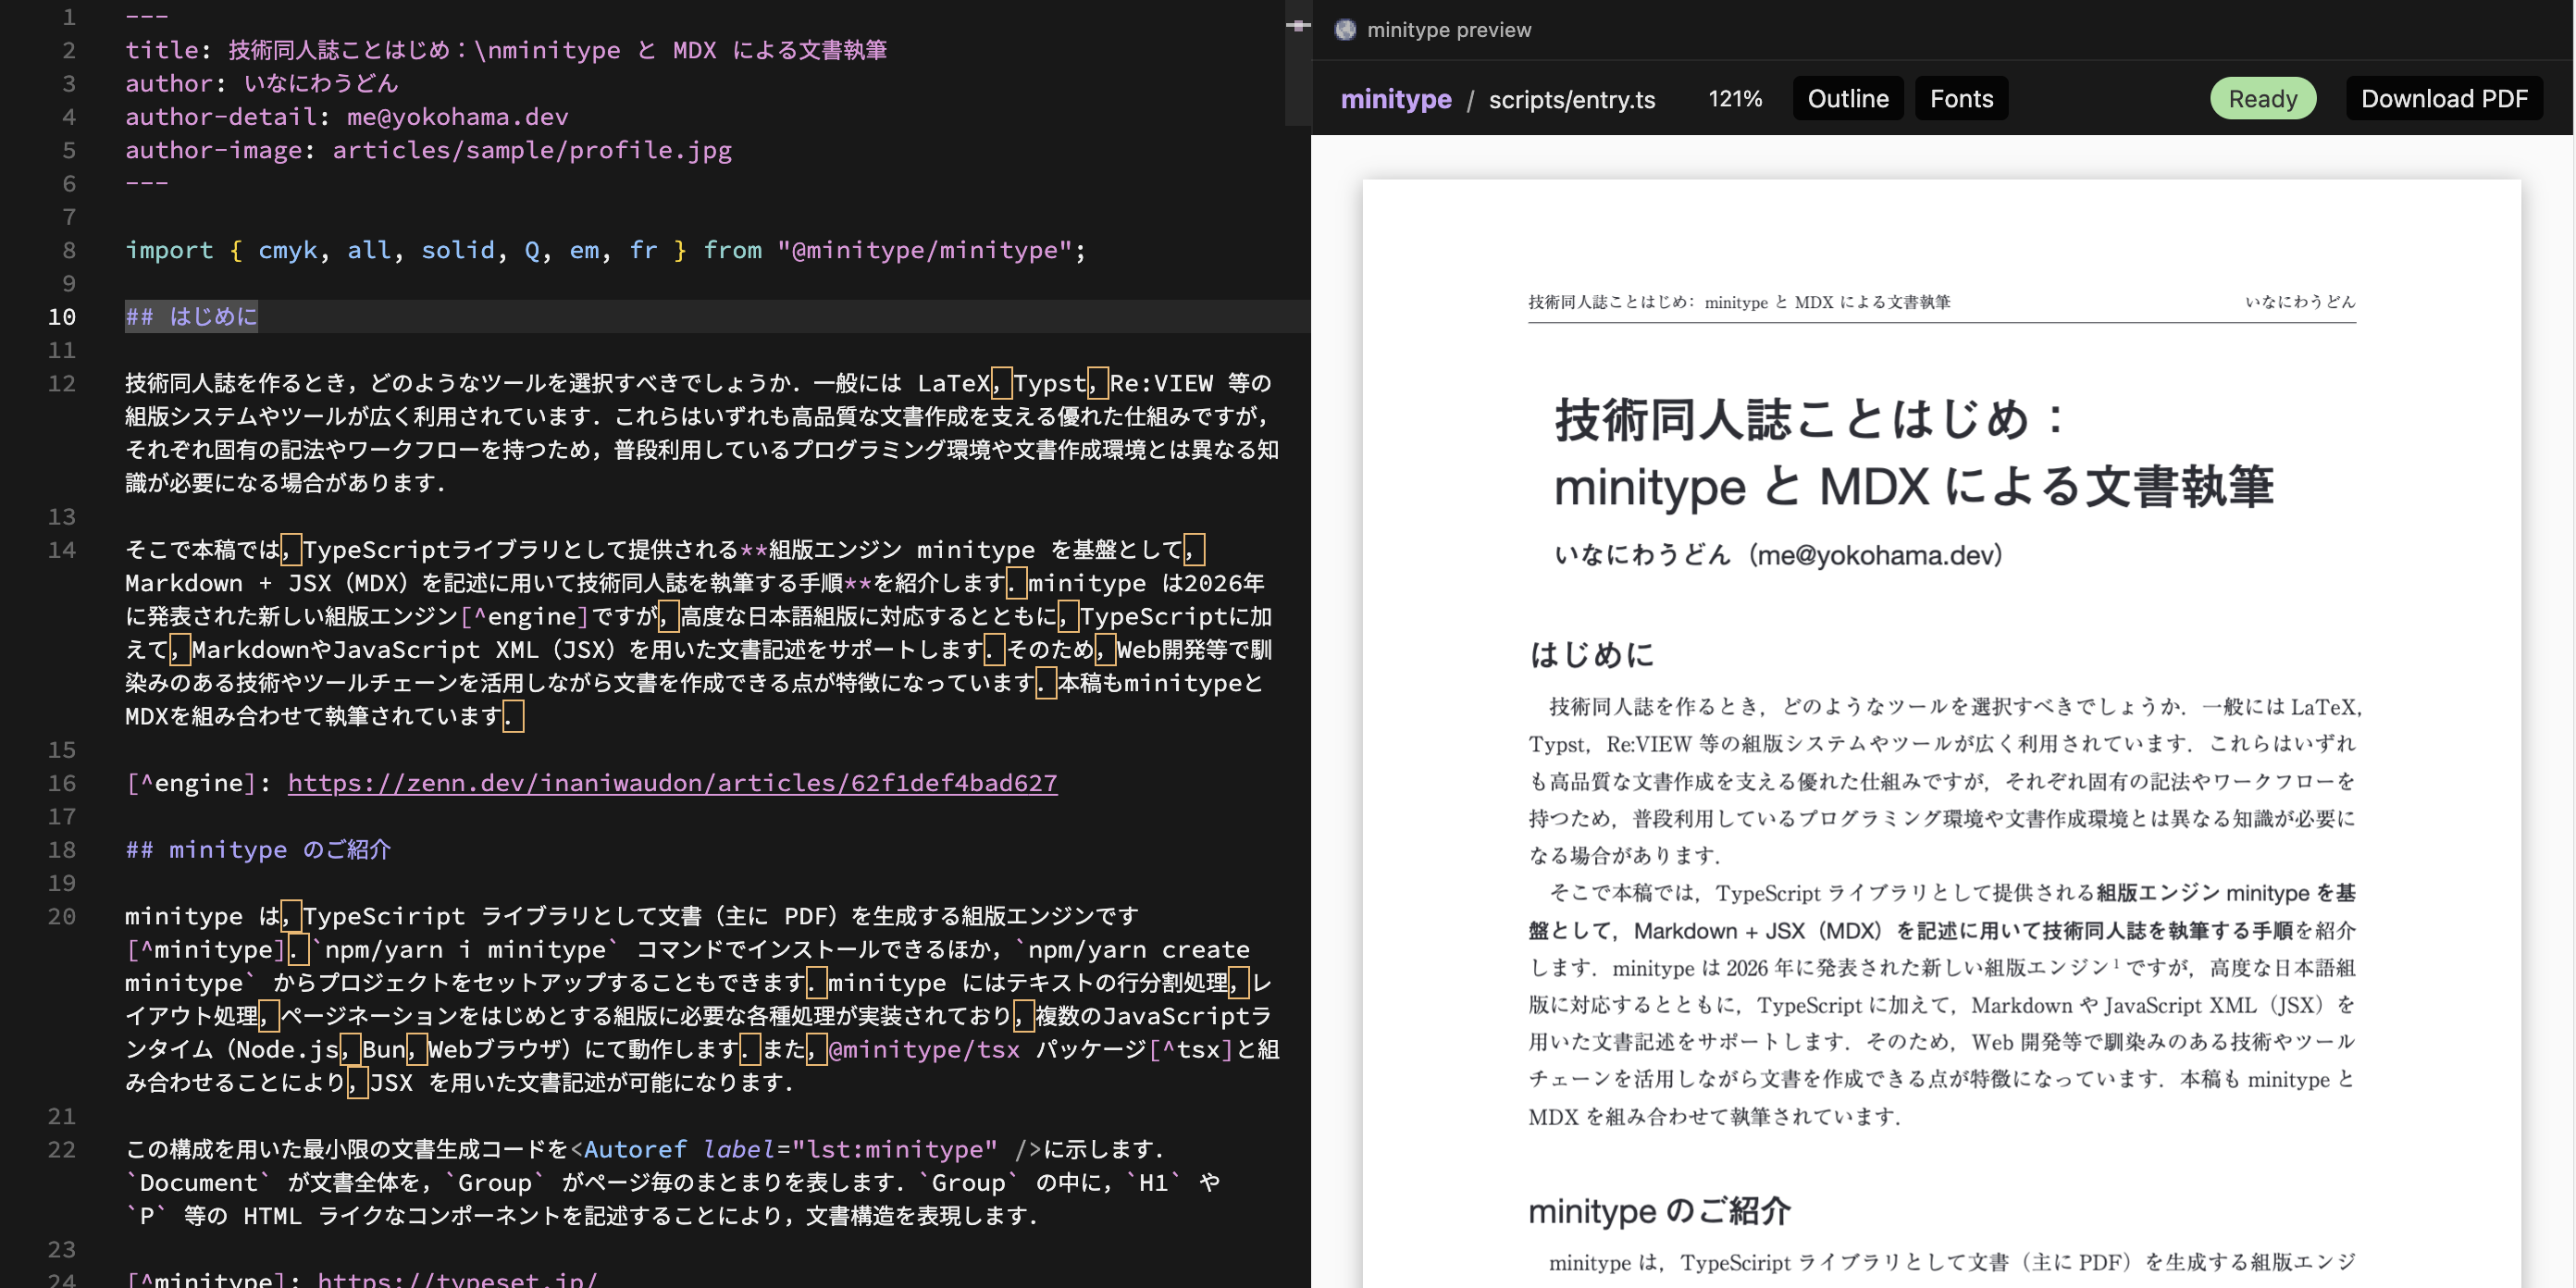 1 ---
2 title: 技術同人誌ことはじめ：\nminitype と MDX による文書執筆
3 author: いなにわうどん
4 author-detail: me@yokohama.dev
5 author-image: articles/sample/profile.jpg
6 ---
7
8 import { cmyk, all, solid, Q, em, fr } from "@minitype/minitype";
9
10 ## はじめに
11
12 技術同人誌を作るとき，どのようなツールを選択すべきでしょうか．一般には LaTeX，Typst，Re:VIEW 等の
組版システムやツールが広く利用されています．これらはいずれも高品質な文書作成を支える優れた仕組みですが，
それぞれ固有の記法やワークフローを持つため，普段利用しているプログラミング環境や文書作成環境とは異なる知
識が必要になる場合があります．
13
14 そこで本稿では，TypeScriptライブラリとして提供される**組版エンジン minitype を基盤として，
Markdown + JSX（MDX）を記述に用いて技術同人誌を執筆する手順**を紹介します．minitype は2026年
に発表された新しい組版エンジン[^engine]ですが，高度な日本語組版に対応するとともに，TypeScriptに加
えて，MarkdownやJavaScript XML（JSX）を用いた文書記述をサポートします．そのため，Web開発等で馴
染みのある技術やツールチェーンを活用しながら文書を作成できる点が特徴になっています．本稿もminitypeと
MDXを組み合わせて執筆されています．
15
16 [^engine]: https://zenn.dev/inaniwaudon/articles/62f1def4bad627
17
18 ## minitype のご紹介
19
20 minitype は，TypeSciript ライブラリとして文書（主に PDF）を生成する組版エンジンです
[^minitype]．`npm/yarn i minitype` コマンドでインストールできるほか，`npm/yarn create
minitype` からプロジェクトをセットアップすることもできます．minitype にはテキストの行分割処理，レ
イアウト処理，ページネーションをはじめとする組版に必要な各種処理が実装されており，複数のJavaScriptラ
ンタイム（Node.js，Bun，Webブラウザ）にて動作します．また，@minitype/tsx パッケージ[^tsx]と組
み合わせることにより，JSX を用いた文書記述が可能になります．
21
22 この構成を用いた最小限の文書生成コードを<Autoref label="lst:minitype" />に示します．
`Document` が文書全体を，`Group` がページ毎のまとまりを表します．`Group` の中に，`H1` や
`P` 等の HTML ライクなコンポーネントを記述することにより，文書構造を表現します．
23
24 [^minitype]: https://typeset.jp/
minitype preview
minitype / scripts/entry.ts 121% Outline Fonts Ready Download PDF
技術同人誌ことはじめ：minitype と MDX による文書執筆 いなにわうどん
技術同人誌ことはじめ：
minitype と MDX による文書執筆
いなにわうどん（me@yokohama.dev）
はじめに
技術同人誌を作るとき，どのようなツールを選択すべきでしょうか．一般には LaTeX，
Typst，Re:VIEW 等の組版システムやツールが広く利用されています．これらはいずれ
も高品質な文書作成を支える優れた仕組みですが，それぞれ固有の記法やワークフローを
持つため，普段利用しているプログラミング環境や文書作成環境とは異なる知識が必要に
なる場合があります．
そこで本稿では，TypeScript ライブラリとして提供される組版エンジン minitype を基
盤として，Markdown + JSX（MDX）を記述に用いて技術同人誌を執筆する手順を紹介
します．minitype は 2026 年に発表された新しい組版エンジン1ですが，高度な日本語組
版に対応するとともに，TypeScript に加えて，Markdown や JavaScript XML（JSX）を
用いた文書記述をサポートします．そのため，Web 開発等で馴染みのある技術やツール
チェーンを活用しながら文書を作成できる点が特徴になっています．本稿も minitype と
MDX を組み合わせて執筆されています．
minitype のご紹介
minitype は，TypeSciript ライブラリとして文書（主に PDF）を生成する組版エンジ